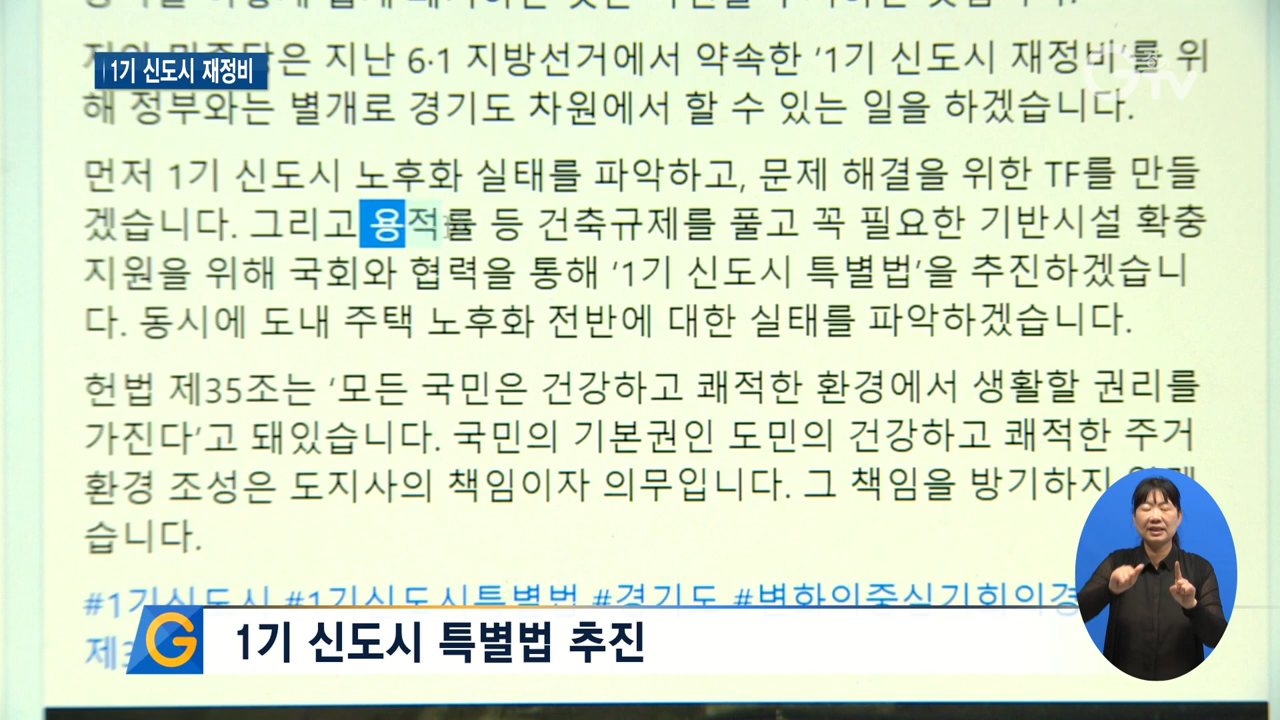 1기 신도시 재정비
은 지난 6·1 지방선거에서 약속한 '1기 신도시 재정비'를 위
해 정부와는 별개로 경기도 차원에서 할 수 있는 일을 하겠습니다.
먼저 1기 신도시 노후화 실태를 파악하고, 문제 해결을 위한 TF를 만들
겠습니다. 그리고 용적률 등 건축규제를 풀고 꼭 필요한 기반시설 확충
지원을 위해 국회와 협력을 통해 '1기 신도시 특별법'을 추진하겠습니
다. 동시에 도내 주택 노후화 전반에 대한 실태를 파악하겠습니다.
헌법 제35조는 '모든 국민은 건강하고 쾌적한 환경에서 생활할 권리를
가진다'고 돼있습니다. 국민의 기본권인 도민의 건강하고 쾌적한 주거
환경 조성은 도지사의 책임이자 의무입니다. 그 책임을 방기하지
습니다.
#1기신도시 #1기신도시특별법 #경기도 #변화의중심기회의경
G 1기 신도시 특별법 추진